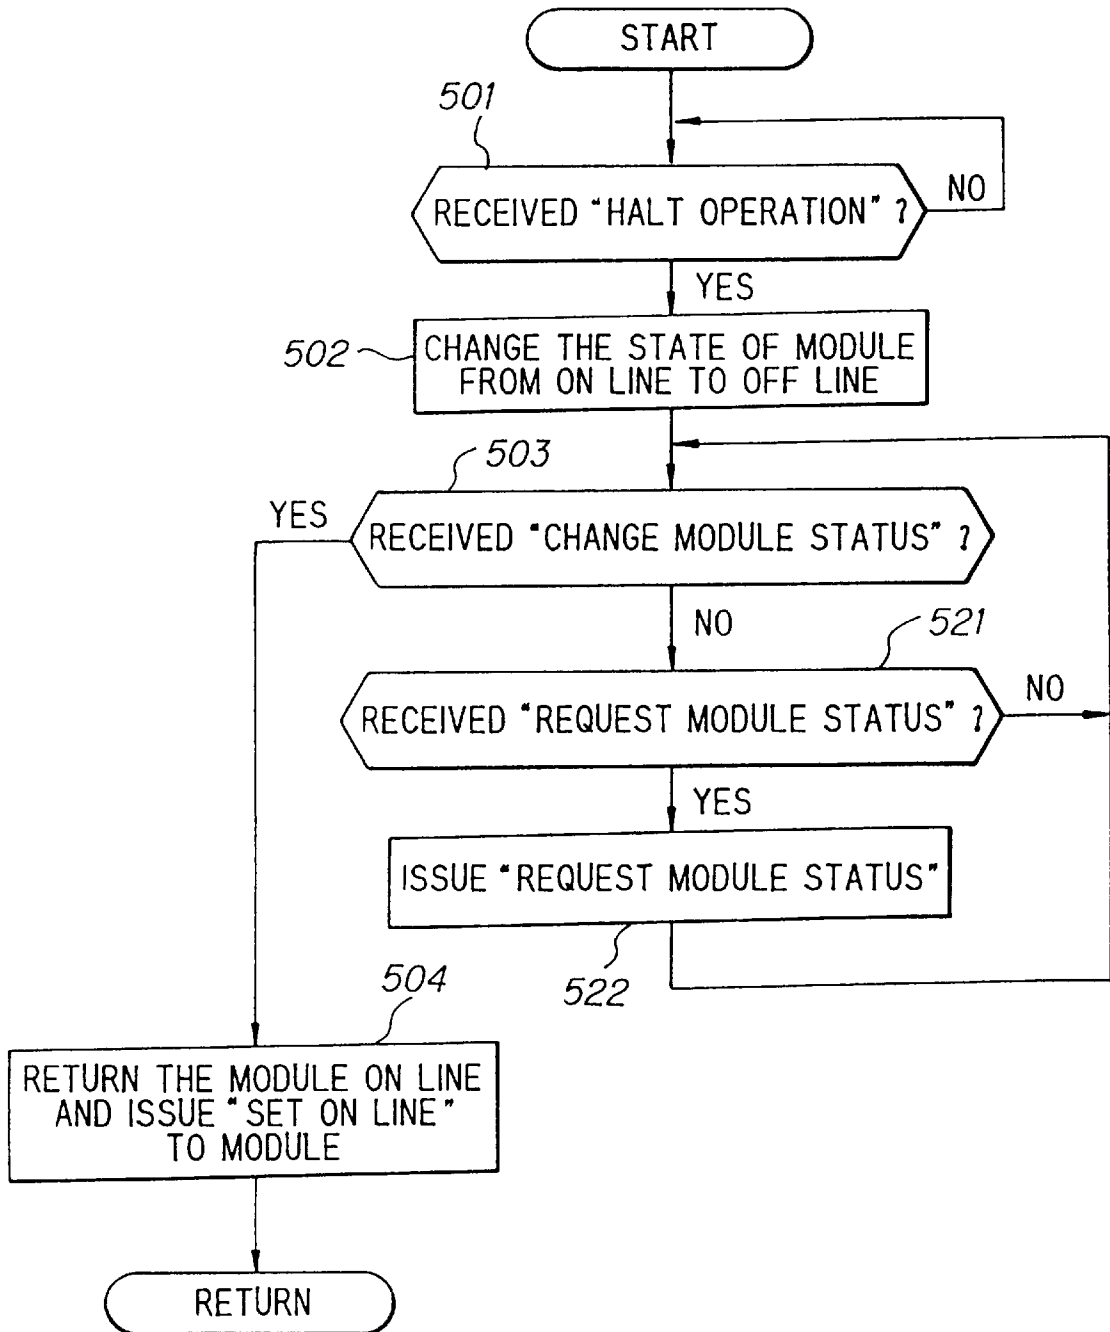 START
501
RECEIVED "HALT OPERATION" ?
NO
YES
502
CHANGE THE STATE OF MODULE
FROM ON LINE TO OFF LINE
503
YES
RECEIVED "CHANGE MODULE STATUS" ?
NO
521
RECEIVED "REQUEST MODULE STATUS" ?
NO
YES
ISSUE "REQUEST MODULE STATUS"
522
504
RETURN THE MODULE ON LINE
AND ISSUE "SET ON LINE"
TO MODULE
RETURN